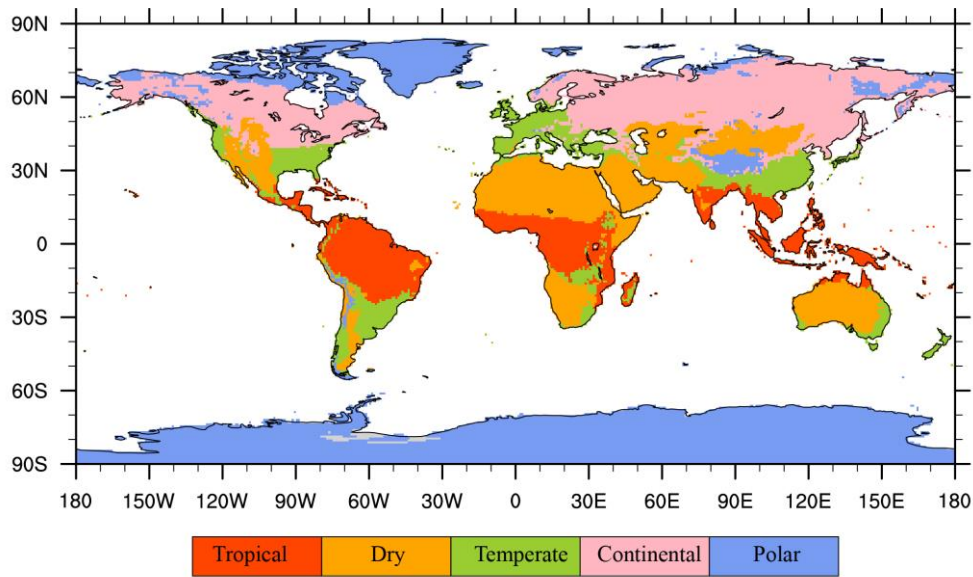 90N
60N
30N
0
30S
60S
90S
180 150W 120W 90W 60W 30W 0 30E 60E 90E 120E 150E 180
Tropical Dry Temperate Continental Polar